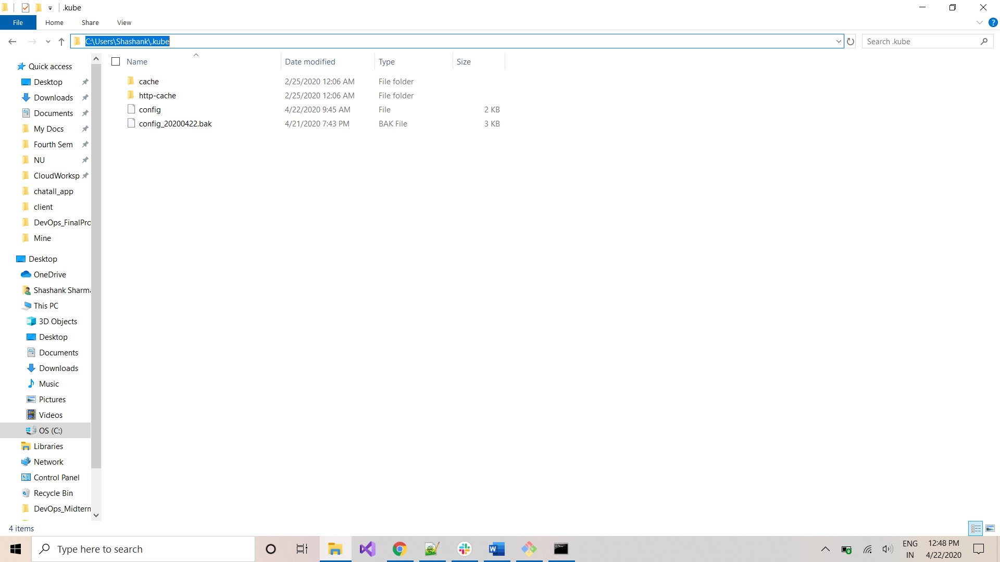 .kube
File Home Share View
C:\Users\Shashank\.kube
Search .kube
Name Date modified Type Size
cache 2/25/2020 12:06 AM File folder
http-cache 2/25/2020 12:06 AM File folder
config 4/22/2020 9:45 AM File 2 KB
config_20200422.bak 4/21/2020 7:43 PM BAK File 3 KB
Quick access
Desktop
Downloads
Documents
My Docs
Fourth Sem
NU
CloudWorksp
chatall_app
client
DevOps_FinalPro
Mine
Desktop
OneDrive
Shashank Sharma
This PC
3D Objects
Desktop
Documents
Downloads
Music
Pictures
Videos
OS (C:)
Libraries
Network
Control Panel
Recycle Bin
DevOps_Midterm
4 items
Type here to search
ENG
IN
12:48 PM
4/22/2020